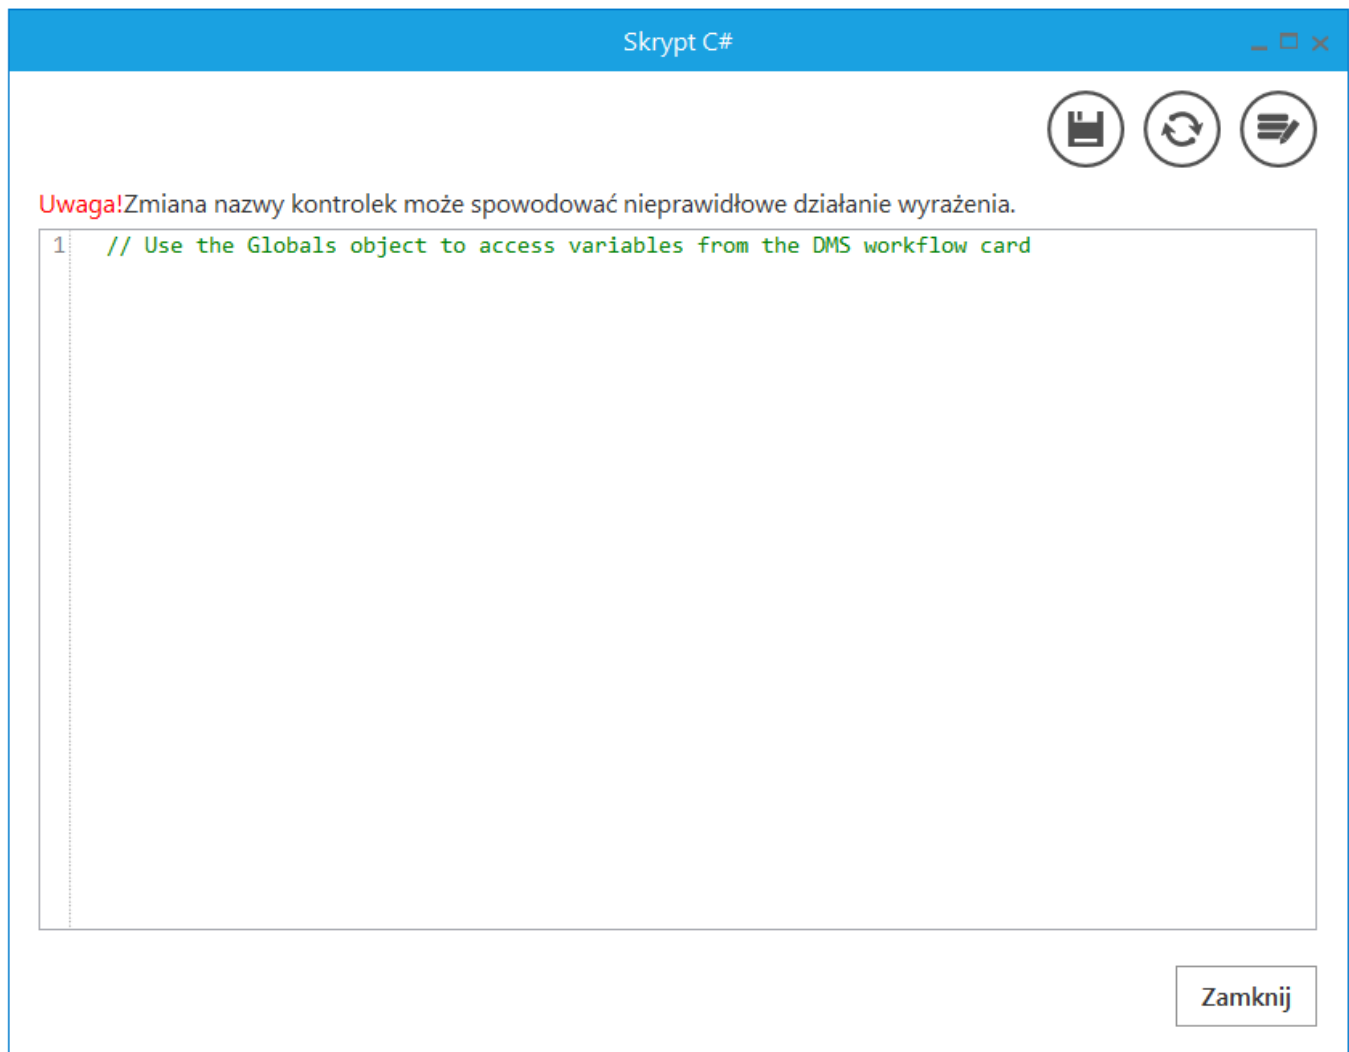 Skrypt C#
Uwaga!Zmiana nazwy kontrolek może spowodować nieprawidłowe działanie wyrażenia.
1 // Use the Globals object to access variables from the DMS workflow card
Zamknij